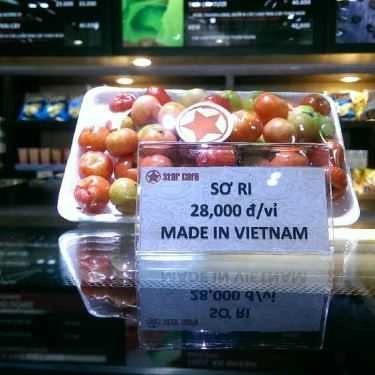 Star Care
SƠ RI
28,000 đ/vỉ
MADE IN VIETNAM